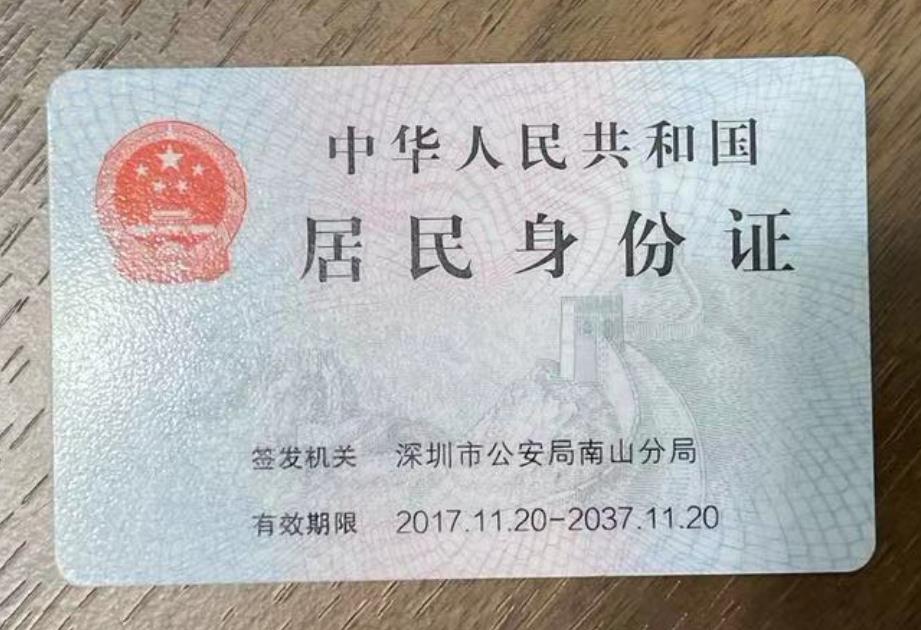 中华人民共和国
居民身份证
签发机关 深圳市公安局南山分局
有效期限 2017.11.20-2037.11.20